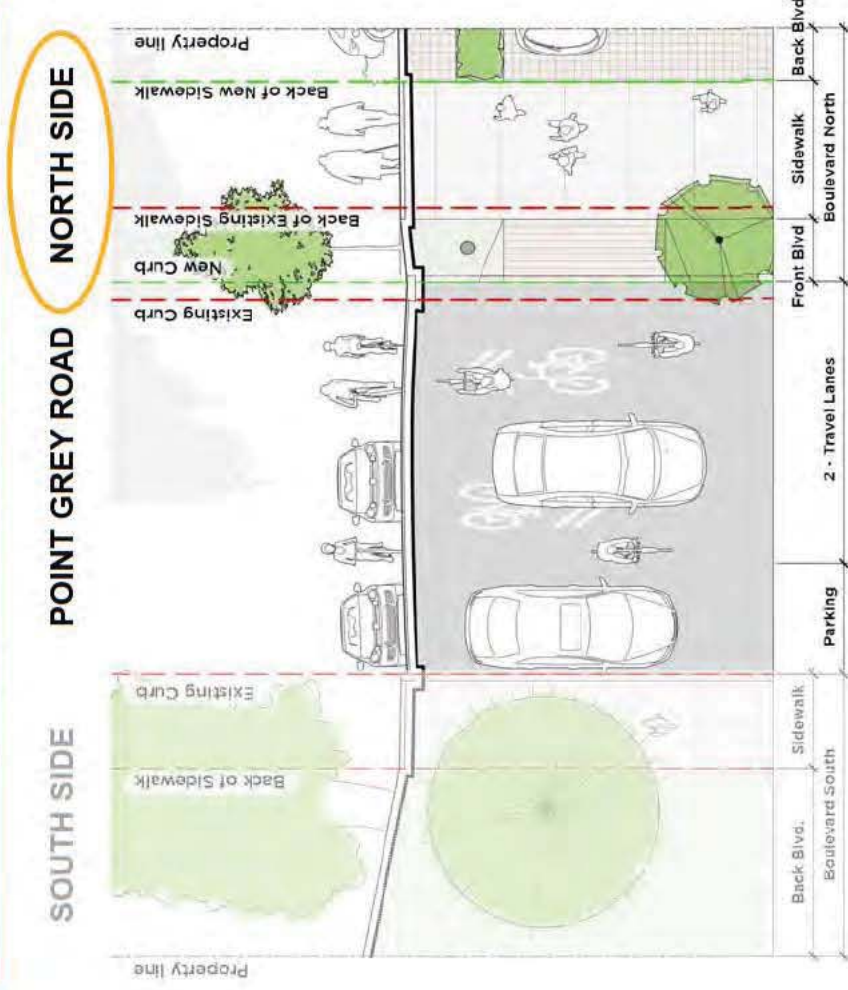 SOUTH SIDE
POINT GREY ROAD
NORTH SIDE
Property line
Back of Sidewalk
Existing Curb
Existing Curb
New Curb
Back of Existing Sidewalk
Back of New Sidewalk
Property line
Back Blvd.
Sidewalk
Parking
2 - Travel Lanes
Front Blvd
Sidewalk
Back Blvd
Boulevard South
Boulevard North